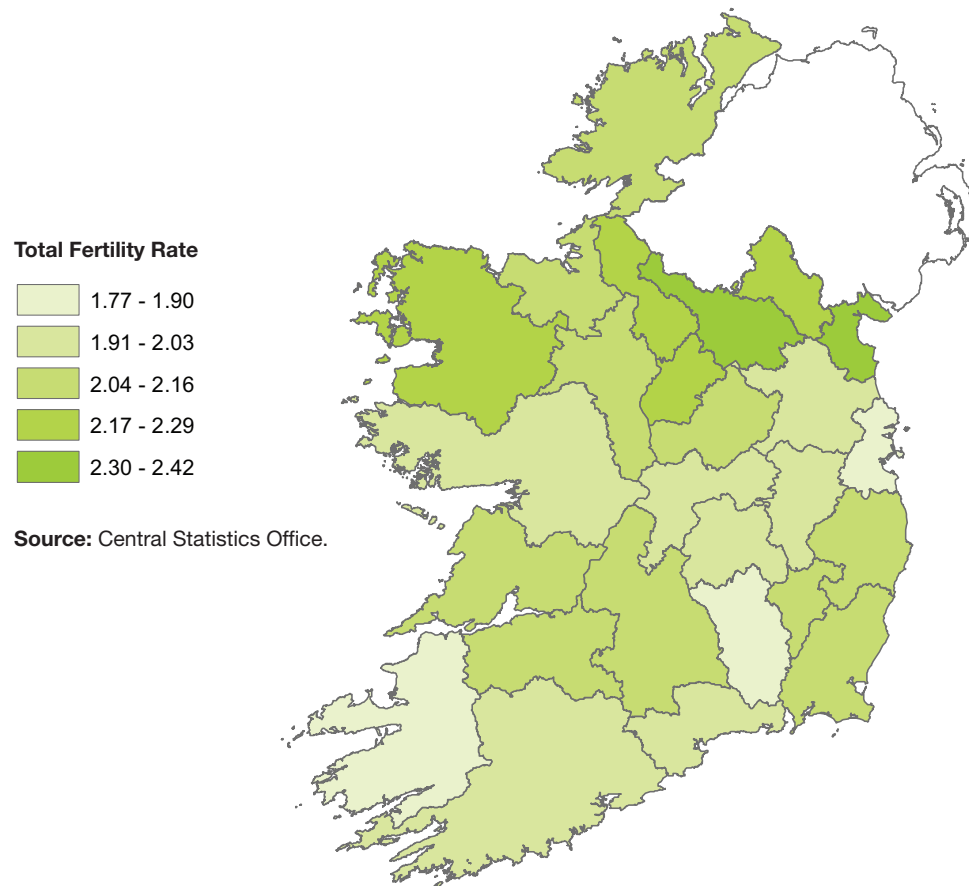 Total Fertility Rate
1.77 - 1.90
1.91 - 2.03
2.04 - 2.16
2.17 - 2.29
2.30 - 2.42
Source: Central Statistics Office.